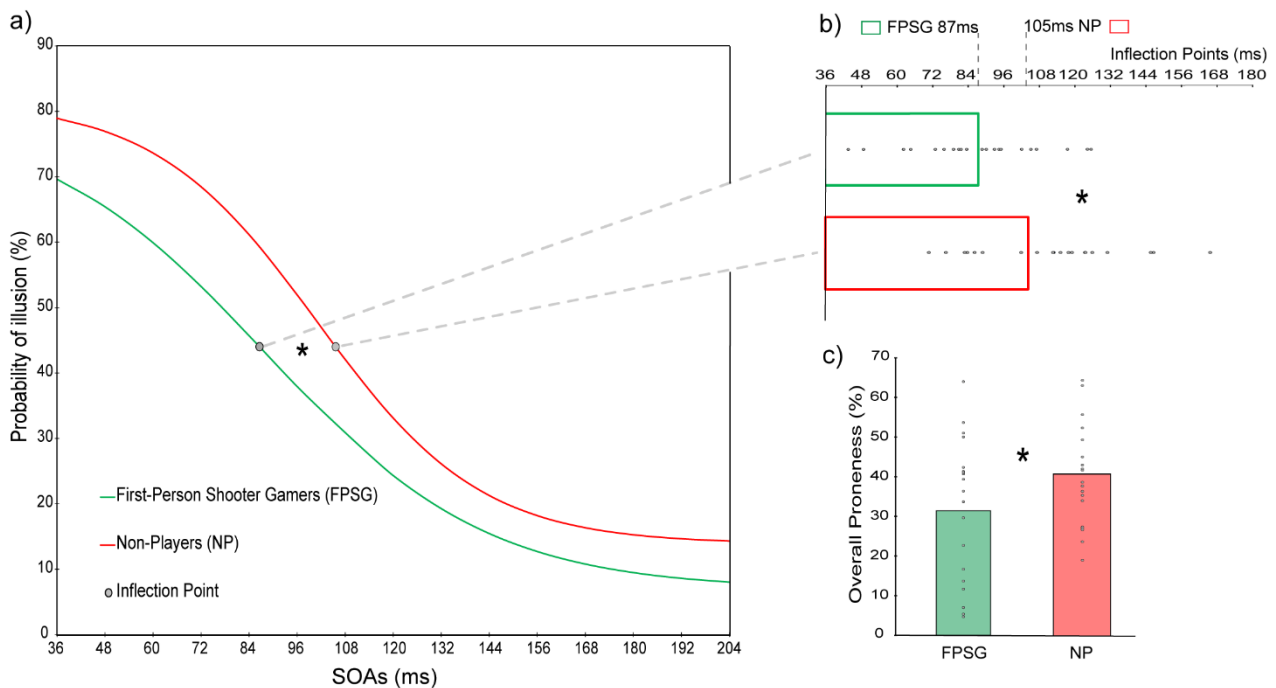 a)
90
80
70
60
50
40
30
20
10
0
Probability of illusion (%)
*
First-Person Shooter Gamers (FPSG)
Non-Players (NP)
Inflection Point
36 48 60 72 84 96 108 120 132 144 156 168 180 192 204
SOAs (ms)
b)
FPSG 87ms 105ms NP
Inflection Points (ms)
36 48 60 72 84 96 108 120 132 144 156 168 180
*
c)
70
60
50
40
30
20
10
0
Overall Proneness (%)
*
FPSG NP